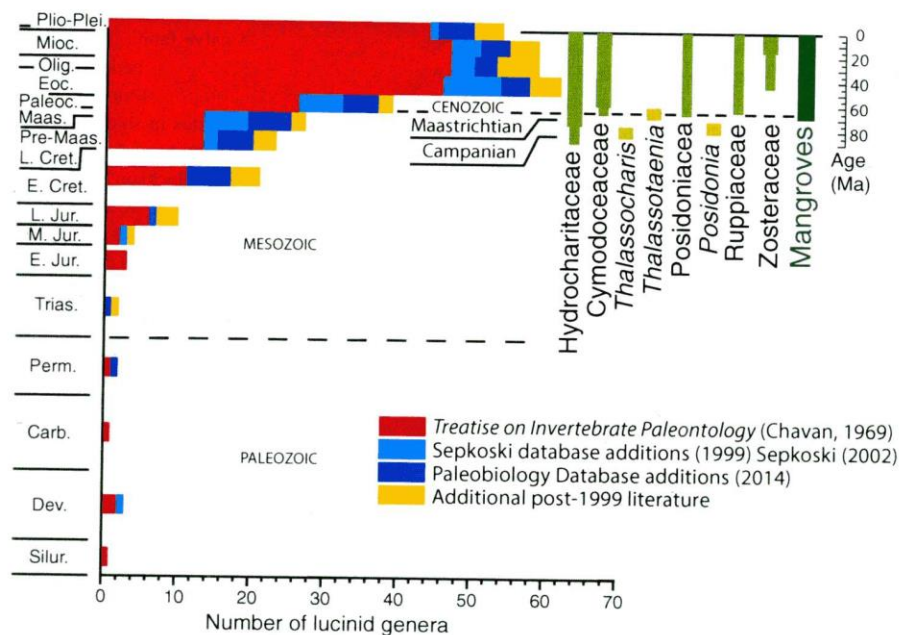 Plio-Plei.
Mioc.
Olig.
Eoc.
Paleoc.
Maas.
Pre-Maas.
L. Cret.
E. Cret.
L. Jur.
M. Jur.
E. Jur.
Trias.
Perm.
Carb.
Dev.
Silur.
CENOZOIC
Maastrichtian
Campanian
MESOZOIC
PALEOZOIC
0
20
40
60
80
Age
(Ma)
Hydrocharitaceae
Cymodoceaceae
Thalassocharis
Thalassotaenia
Posidoniacea
Posidonia
Ruppiaceae
Zosteraceae
Mangroves
Treatise on Invertebrate Paleontology (Chavan, 1969)
Sepkoski database additions (1999) Sepkoski (2002)
Paleobiology Database additions (2014)
Additional post-1999 literature
0 10 20 30 40 50 60 70
Number of lucinid genera